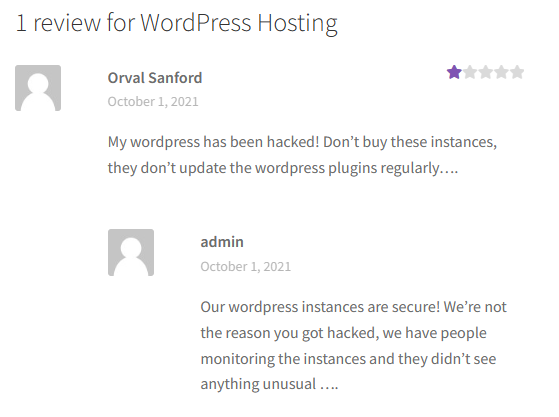 1 review for WordPress Hosting
Orval Sanford
October 1, 2021
My wordpress has been hacked! Don’t buy these instances,
they don’t update the wordpress plugins regularly….
admin
October 1, 2021
Our wordpress instances are secure! We’re not
the reason you got hacked, we have people
monitoring the instances and they didn’t see
anything unusual ….